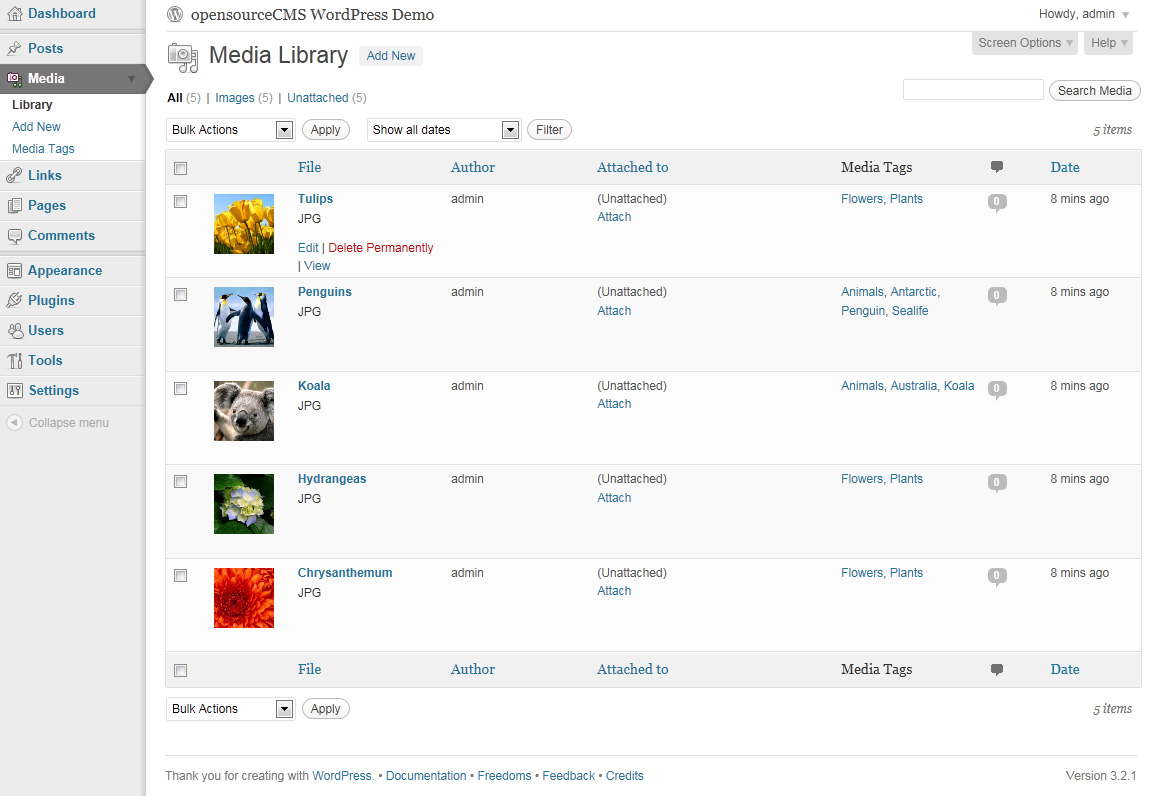 Dashboard
Posts
Media
Library
Add New
Media Tags
Links
Pages
Comments
Appearance
Plugins
Users
Tools
Settings
Collapse menu
opensourceCMS WordPress Demo
Howdy, admin
Screen Options
Help
Media Library Add New
All (5) | Images (5) | Unattached (5)
Search Media
Bulk Actions Apply Show all dates Filter 5 items
File Author Attached to Media Tags Date
Tulips admin (Unattached) Flowers, Plants 0 8 mins ago
JPG Attach
Edit | Delete Permanently
| View
Penguins admin (Unattached) Animals, Antarctic, 0 8 mins ago
JPG Attach Penguin, Sealife
Koala admin (Unattached) Animals, Australia, Koala 0 8 mins ago
JPG Attach
Hydrangeas admin (Unattached) Flowers, Plants 0 8 mins ago
JPG Attach
Chrysanthemum admin (Unattached) Flowers, Plants 0 8 mins ago
JPG Attach
File Author Attached to Media Tags Date
Bulk Actions Apply 5 items
Thank you for creating with WordPress. • Documentation • Freedoms • Feedback • Credits Version 3.2.1